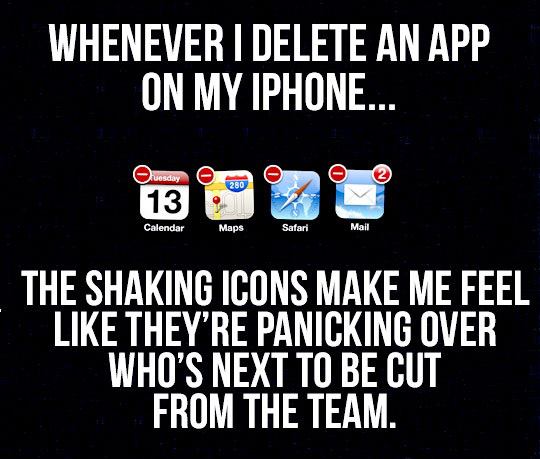 WHENEVER I DELETE AN APP
ON MY IPHONE...
Tuesday
280
2
13
Calendar Maps Safari Mail
THE SHAKING ICONS MAKE ME FEEL
LIKE THEY'RE PANICKING OVER
WHO'S NEXT TO BE CUT
FROM THE TEAM.